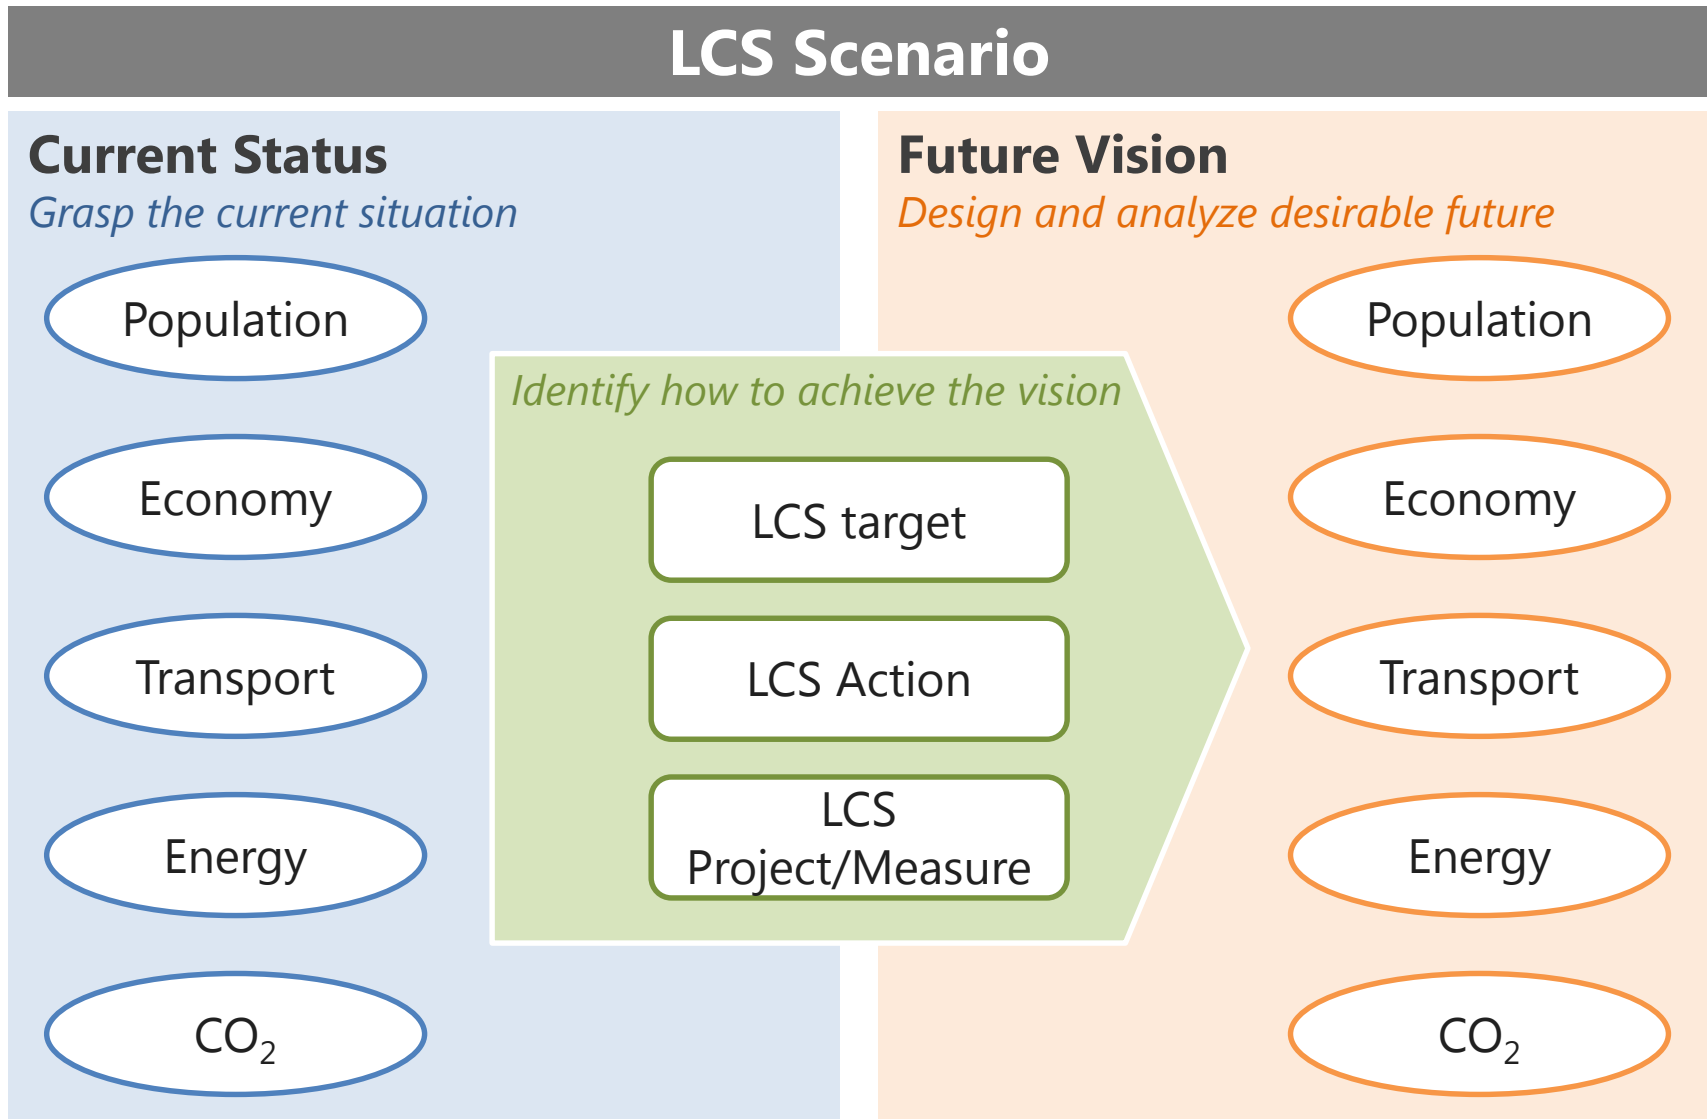 LCS Scenario
Current Status
Grasp the current situation
Population
Economy
Transport
Energy
CO₂
Identify how to achieve the vision
LCS target
LCS Action
LCS
Project/Measure
Future Vision
Design and analyze desirable future
Population
Economy
Transport
Energy
CO₂